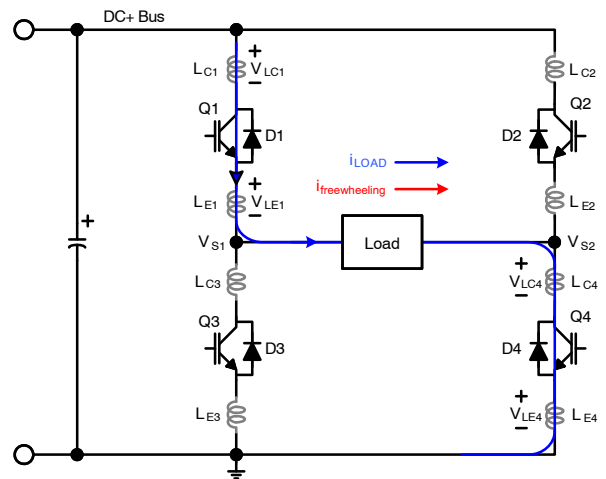 DC+ Bus
LC1
+
VLC1
−
LC2
Q1
D1
D2
Q2
iLOAD
ifreewheeling
LE1
+
VLE1
−
LE2
+
VS1
Load
VS2
LC3
+
VLC4
−
LC4
Q3
D3
D4
Q4
LE3
+
VLE4
−
LE4